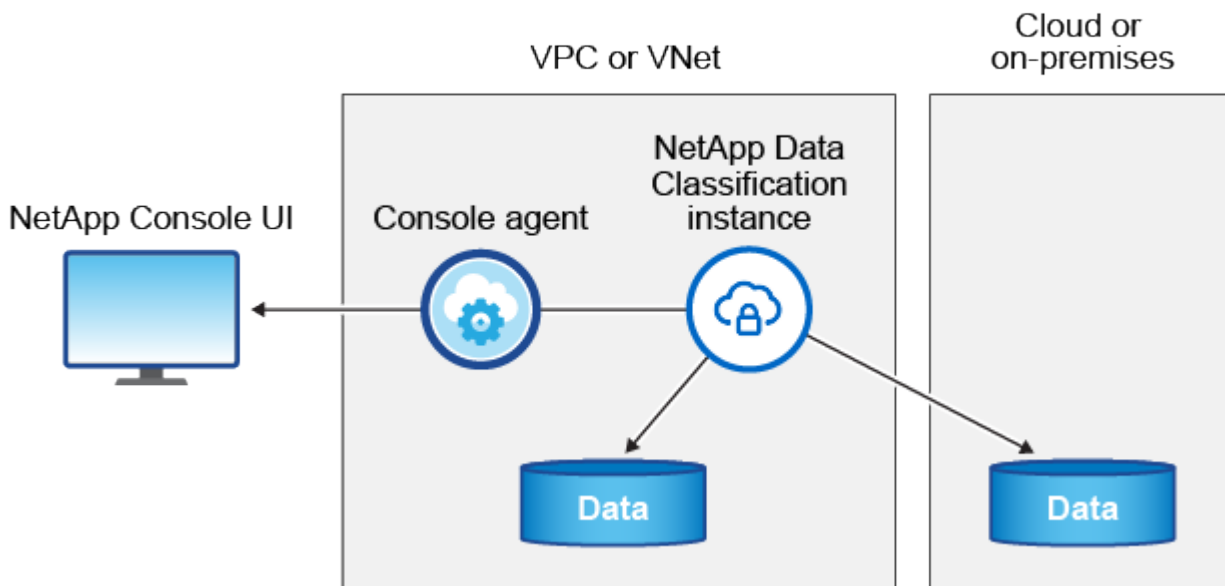 Cloud or
on-premises
VPC or VNet
NetApp Data
Classification
instance
NetApp Console UI
Console agent
Data
Data